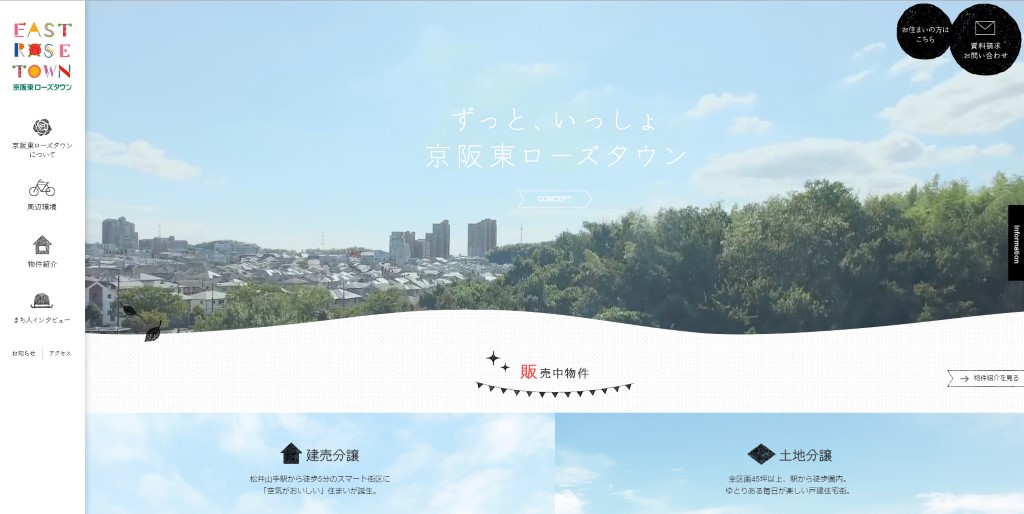 EAST
ROSE
TOWN
京阪東ローズタウン
京阪東ローズタウン
について
周辺環境
物件紹介
まち人インタビュー
お知らせ
アクセス
お住まいの方は
こちら
資料請求
お問い合わせ
ずっと、いっしょ
京阪東ローズタウン
CONCEPT
Information
販売中物件
物件紹介を見る
建売分譲
松井山手駅から徒歩5分のスマート街区に
「空気がおいしい」住まいが誕生。
土地分譲
全区画45坪以上、駅から徒歩圏内。
ゆとりある毎日が楽しい戸建住宅街。